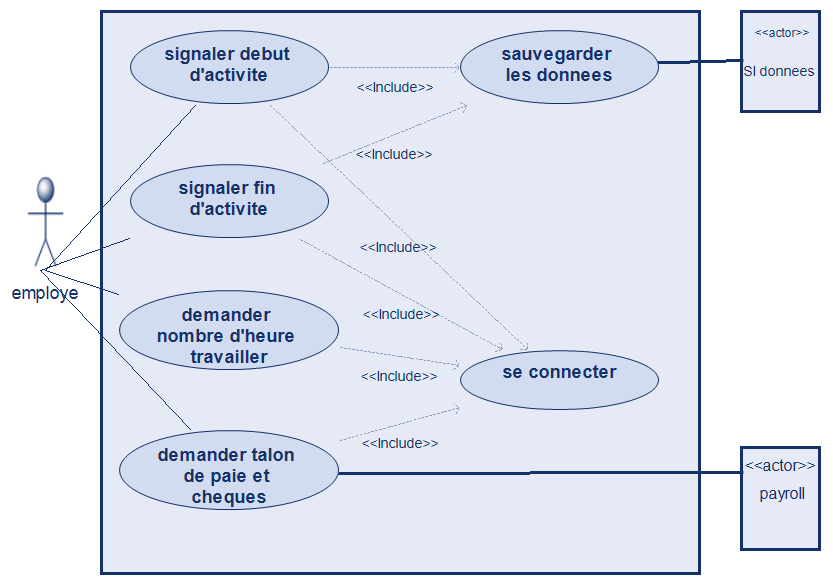 signaler debut
d'activite
sauvegarder
les donnees
<<actor>>
SI donnees
<<Include>>
<<Include>>
signaler fin
d'activite
<<Include>>
employe
<<Include>>
demander
nombre d'heure
travailler
<<Include>>
se connecter
<<Include>>
demander talon
de paie et
cheques
<<actor>>
payroll